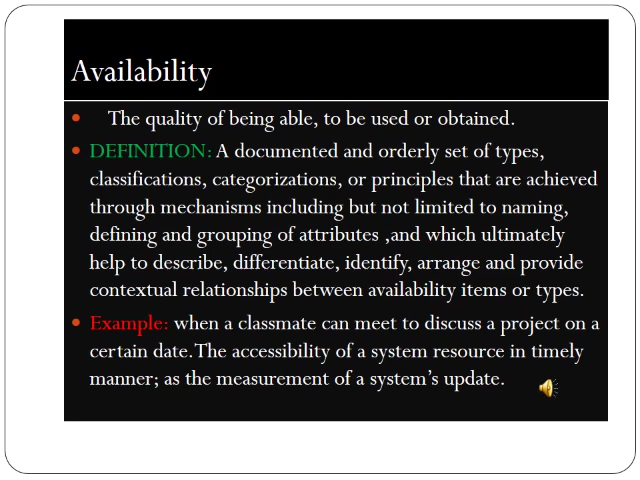 Availability
The quality of being able, to be used or obtained.
DEFINITION: A documented and orderly set of types,
classifications, categorizations, or principles that are achieved
through mechanisms including but not limited to naming,
defining and grouping of attributes ,and which ultimately
help to describe, differentiate, identify, arrange and provide
contextual relationships between availability items or types.
Example: when a classmate can meet to discuss a project on a
certain date. The accessibility of a system resource in timely
manner; as the measurement of a system's update.